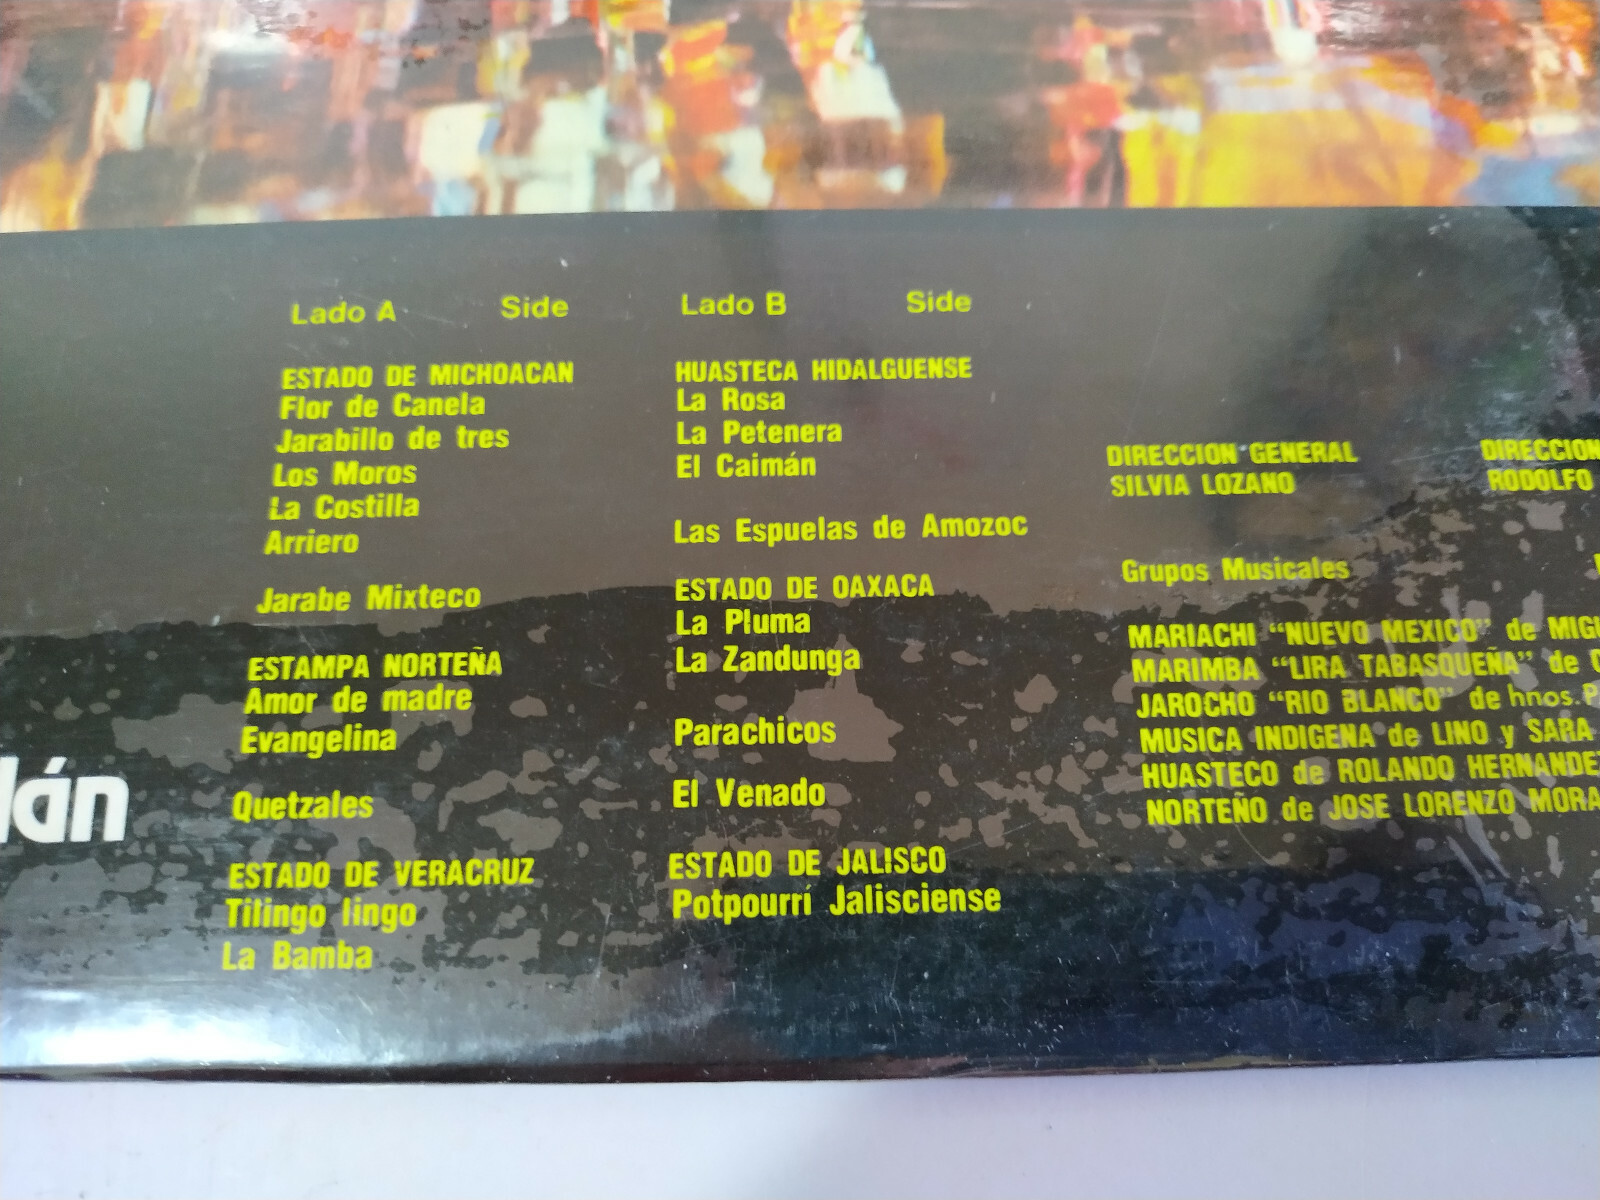 Lado A Side
ESTADO DE MICHOACAN
Flor de Canela
Jarabillo de tres
Los Moros
La Costilla
Arriero
Jarabe Mixteco
ESTAMPA NORTEÑA
Amor de madre
Evangelina
Quetzales
ESTADO DE VERACRUZ
Tilingo lingo
La Bamba
Lado B Side
HUASTECA HIDALGUENSE
La Rosa
La Petenera
El Caimán
Las Espuelas de Amozoc
ESTADO DE OAXACA
La Pluma
La Zandunga
Parachicos
El Venado
ESTADO DE JALISCO
Potpourrí Jalisciense
DIRECCION GENERAL
SILVIA LOZANO
DIRECCION
RODOLFO
Grupos Musicales
MARIACHI "NUEVO MEXICO" de
MARIMBA "LIRA TABASQUEÑA" de
JAROCHO "RIO BLANCO" de hnos.
MUSICA INDIGENA de LINO y SARA
HUASTECO de ROLANDO HERNANDEZ
NORTEÑO de JOSE LORENZO